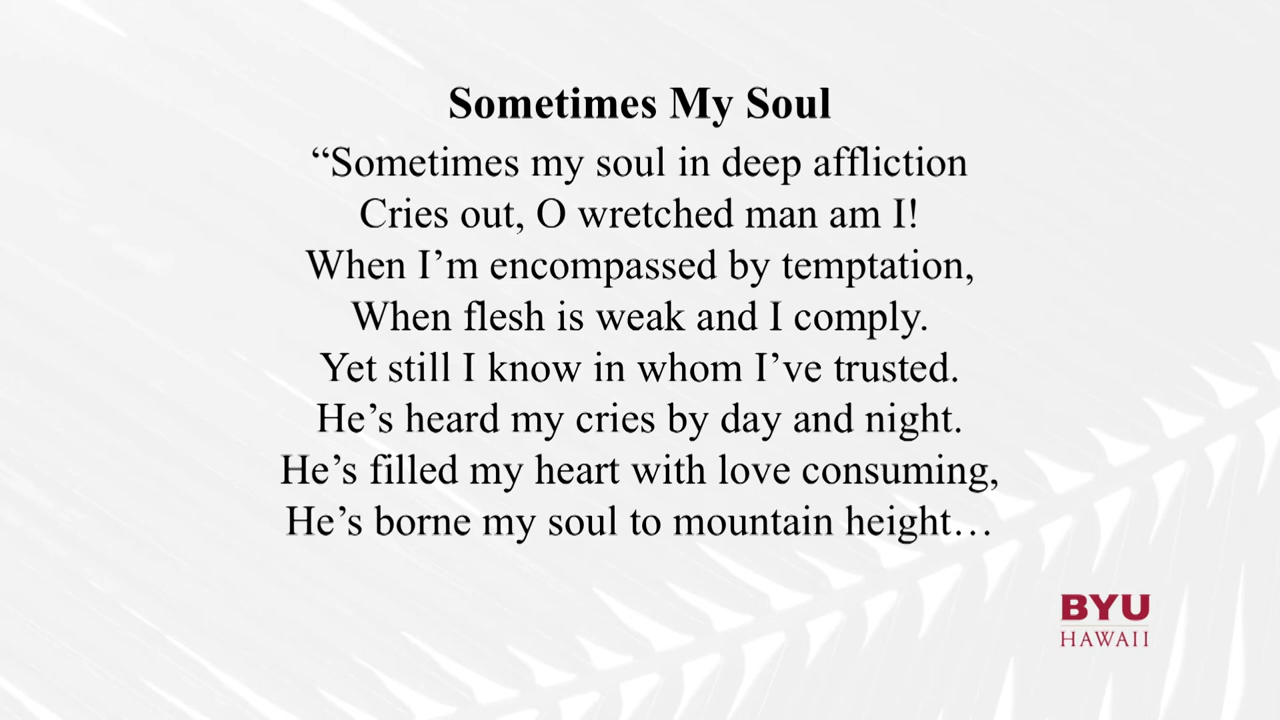 Sometimes My Soul
“Sometimes my soul in deep affliction
Cries out, O wretched man am I!
When I’m encompassed by temptation,
When flesh is weak and I comply.
Yet still I know in whom I’ve trusted.
He’s heard my cries by day and night.
He’s filled my heart with love consuming,
He’s borne my soul to mountain height…
BYU
HAWAII